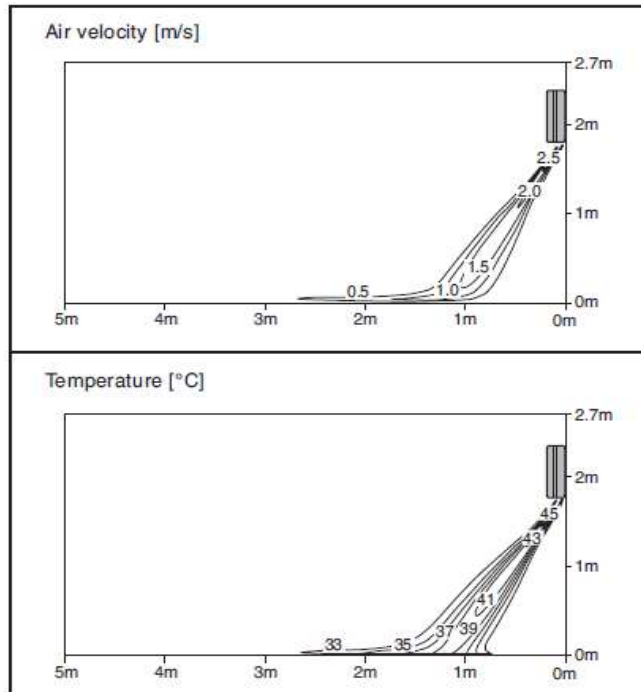 Air velocity [m/s]
2.7m
2m
2.5
2.0
1m
1.5
0.5 1.0
0m
5m 4m 3m 2m 1m 0m
Temperature [°C]
2.7m
2m
45
43
1m
41
37 39
33 35
0m
5m 4m 3m 2m 1m 0m